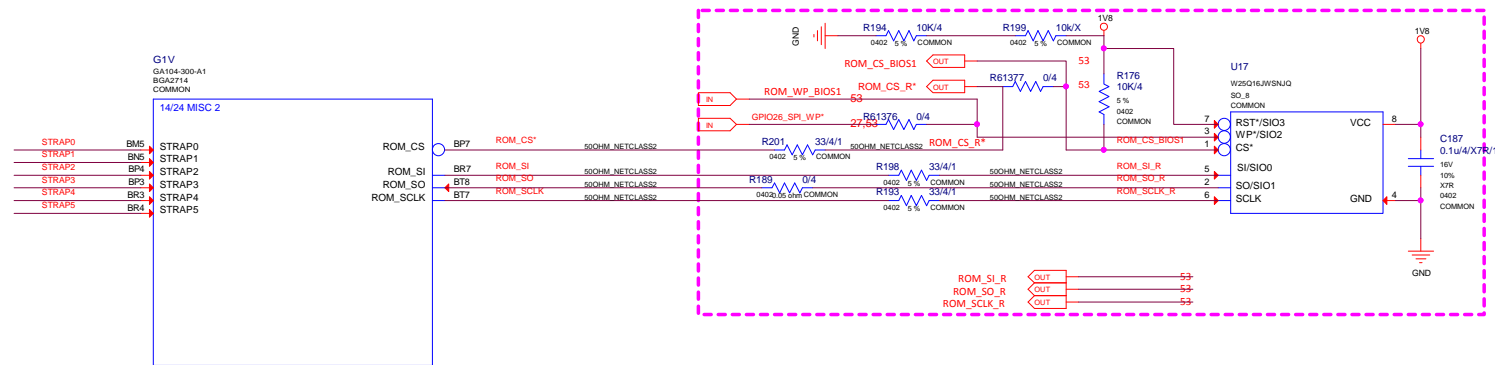 G1V
GA104-300-A1
BGA2714
COMMON
14/24 MISC 2
STRAP0 BM5 STRAP0
STRAP1 BN5 STRAP1
STRAP2 BP4 STRAP2
STRAP3 BP3 STRAP3
STRAP4 BR3 STRAP4
STRAP5 BR4 STRAP5
ROM_CS BP7 ROM_CS*
ROM_SI BR7 ROM_SI
ROM_SO BT8 ROM_SO
ROM_SCLK BT7 ROM_SCLK
50OHM_NETCLASS2
50OHM_NETCLASS2
50OHM_NETCLASS2
50OHM_NETCLASS2
GND
R194 10K/4
0402 5 % COMMON
R199 10k/X
0402 5 % COMMON
1V8
ROM_CS_BIOS1 OUT 53
ROM_CS_R* OUT
R61377 0/4
53
IN ROM_WP_BIOS1 53
IN GPIO26_SPI_WP* 27,53
R61376 0/4
R176
10K/4
5 %
0402
COMMON
R201 33/4/1
0402 5 % COMMON
50OHM_NETCLASS2
ROM_CS_R*
ROM_CS_BIOS1
R198 33/4/1
0402 5 % COMMON
50OHM_NETCLASS2
ROM_SI_R
R189 0/4
0402 0.05 ohm COMMON
50OHM_NETCLASS2
ROM_SO_R
R193 33/4/1
0402 5 % COMMON
50OHM_NETCLASS2
ROM_SCLK_R
U17
W25Q16JWSNJQ
SO_8
COMMON
7 RST*/SIO3
3 WP*/SIO2
1 CS*
5 SI/SIO0
2 SO/SIO1
6 SCLK
VCC 8
GND 4
1V8
C187
0.1u/4/X7R/1
16V
10%
X7R
0402
COMMON
GND
ROM_SI_R OUT 53
ROM_SO_R OUT 53
ROM_SCLK_R OUT 53